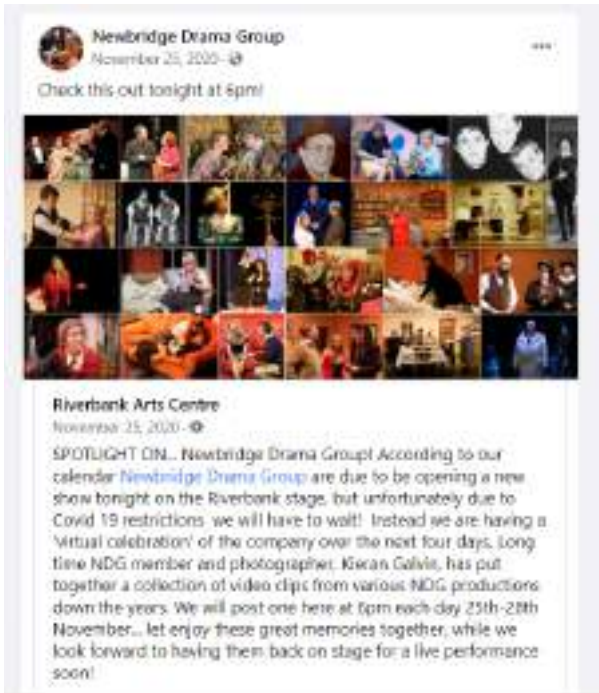 Newbridge Drama Group
November 25, 2020
Check this out tonight at 6pm!
Riverbank Arts Centre
November 25, 2020
SPOTLIGHT ON... Newbridge Drama Group! According to our
calendar Newbridge Drama Group are due to be opening a new
show tonight on the Riverbank stage, but unfortunately due to
Covid 19 restrictions we will have to wait! Instead we are having a
'virtual celebration' of the company over the next four days. Long
time NDG member and photographer, Kieran Galvin, has put
together a collection of video clips from various NDG productions
down the years. We will post one here at 6pm each day 25th-28th
November... let enjoy these great memories together, while we
look forward to having them back on stage for a live performance
soon!